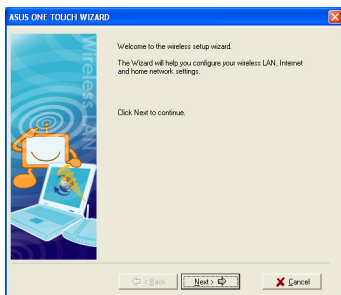 ASUS ONE TOUCH WIZARD
Wireless LAN
Welcome to the wireless setup wizard.
The Wizard will help you configure your wireless LAN, Internet
and home network settings.
Click Next to continue.
< Back
Next >
Cancel